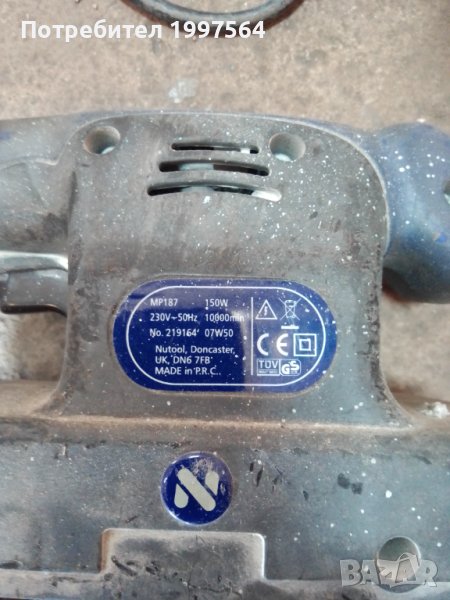 Потребител 1997564
MP187 150W
230V~50Hz 10000min
No. 219164 07W50
Nutool, Doncaster,
UK, DN6 7FB
MADE in P.R.C.
CE
TÜV GS
N
BAZAR